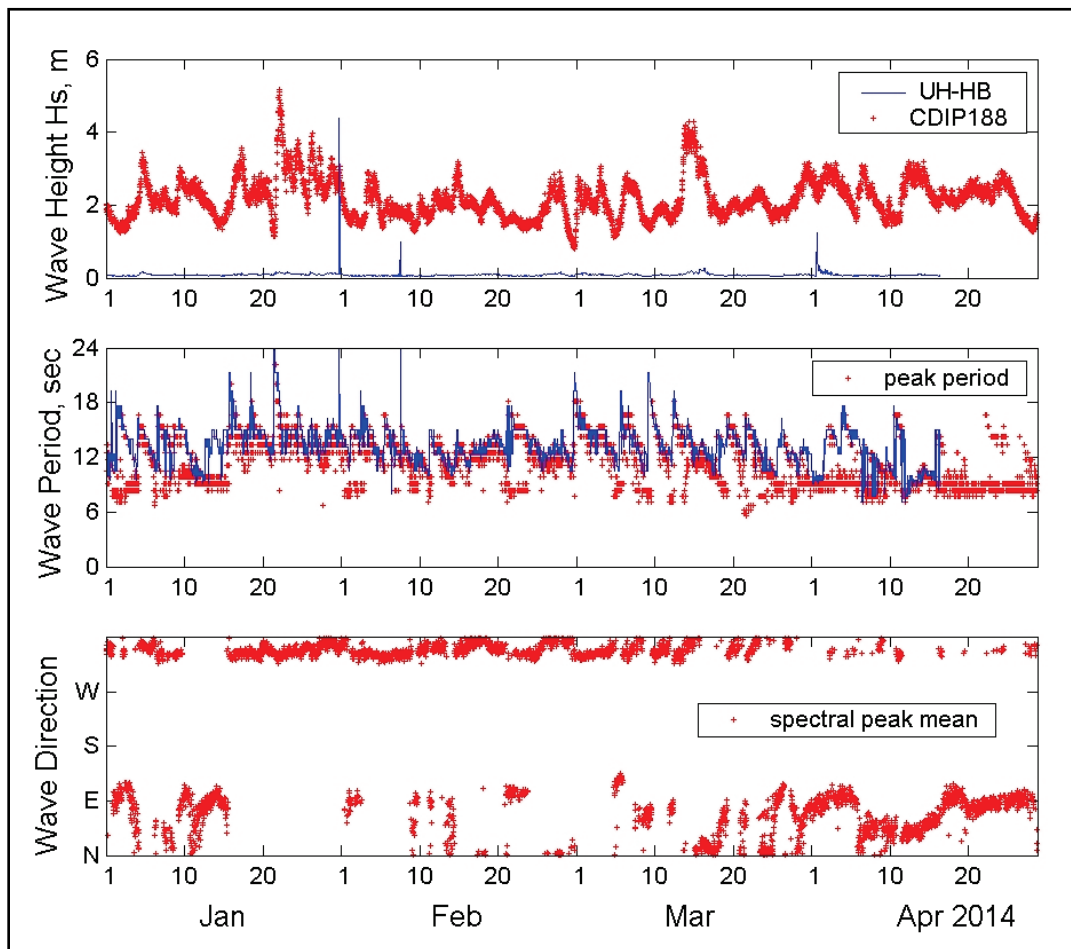 Wave Height Hs, m
6
4
2
0
UH-HB
CDIP188
1 10 20 1 10 20 1 10 20 1 10 20
Wave Period, sec
24
18
12
6
0
peak period
1 10 20 1 10 20 1 10 20 1 10 20
Wave Direction
W
S
E
N
spectral peak mean
1 10 20 1 10 20 1 10 20 1 10 20
Jan Feb Mar Apr 2014